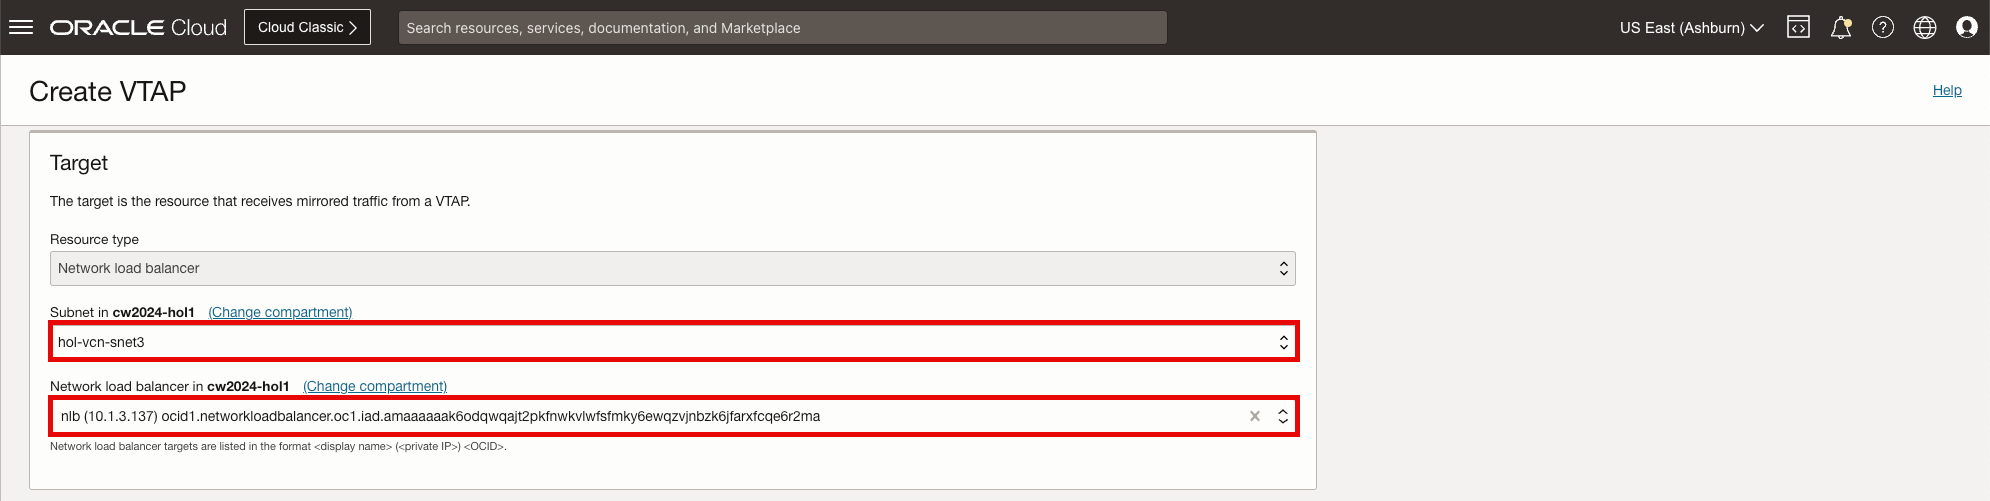 ORACLE Cloud
Cloud Classic
Search resources, services, documentation, and Marketplace
US East (Ashburn)
Create VTAP
Help
Target
The target is the resource that receives mirrored traffic from a VTAP.
Resource type
Network load balancer
Subnet in cw2024-hol1 (Change compartment)
hol-vcn-snet3
Network load balancer in cw2024-hol1 (Change compartment)
nlb (10.1.3.137) ocid1.networkloadbalancer.oc1.iad.amaaaaaak6odqwqajt2pkfnwkvlwfsfmky6ewqzvjnbzk6jfarxfcqe6r2ma
Network load balancer targets are listed in the format <display name> (<private IP>) <OCID>.